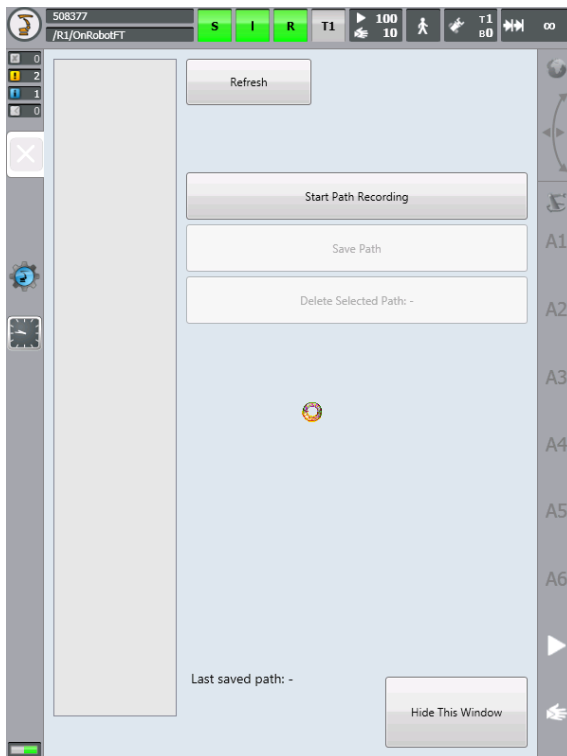 508377
/R1/OnRobotFT
S
I
R
T1
100
10
T1
B0
∞
0
2
1
0
Refresh
Start Path Recording
Save Path
Delete Selected Path: -
A1
A2
A3
A4
A5
A6
Last saved path: -
Hide This Window